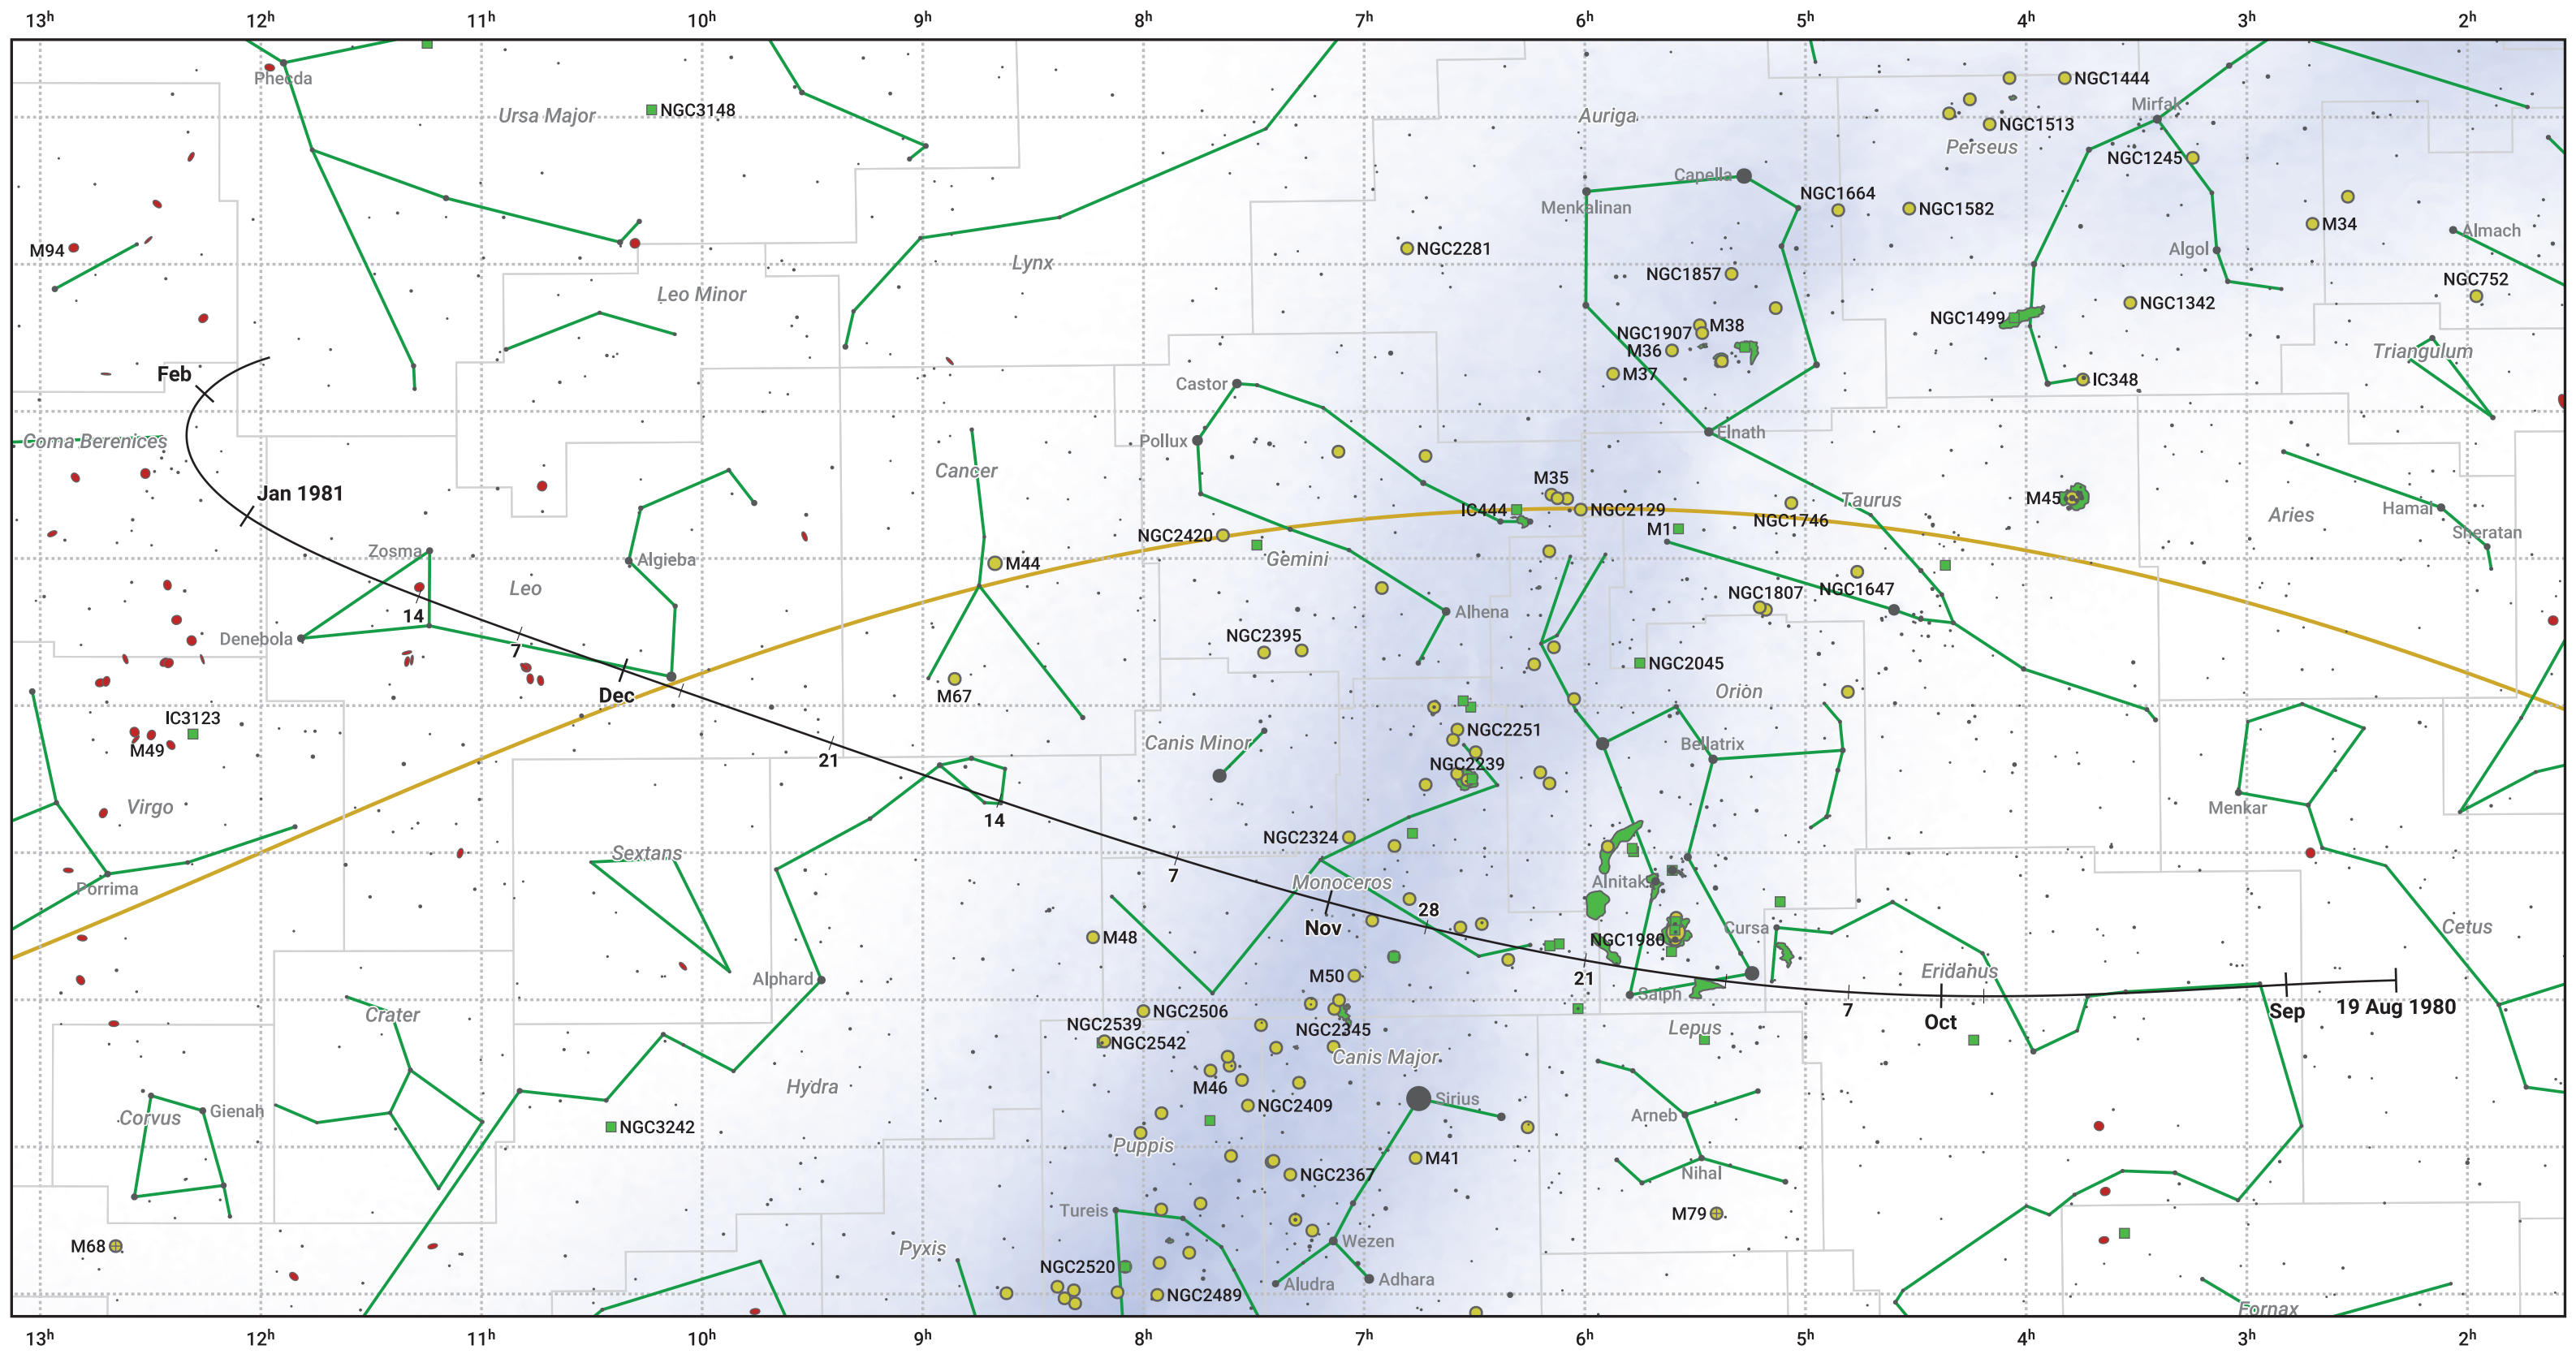 13h 12h 11h 10h 9h 8h 7h 6h 5h 4h 3h 2h
Phecda
NGC1444
Mirfak
NGC3148
Ursa Major
Auriga
NGC1513
Perseus
NGC1245
Capella
NGC1664
Menkalinan
NGC1582
M34
Almach
M94
NGC2281
Algol
Lynx
NGC1857
NGC752
Leo Minor
NGC1342
NGC1499
M38
NGC1907
M36
Triangulum
Feb
M37
IC348
Castor
Elnath
Coma Berenices
Pollux
Cancer
M35
Jan 1981
Taurus
M45
IC444
NGC2129
Hamal
Aries
NGC1746
M1
NGC2420
Sheratan
Zosma
Algieba
M44
Gemini
Leo
NGC1647
NGC1807
14
Alhena
Denebola
NGC2395
7
NGC2045
Dec
M67
Orion
IC3123
NGC2251
Canis Minor
Bellatrix
M49
21
NGC2239
Virgo
Menkar
14
NGC2324
Sextans
7
Alnitak
Monoceros
Porrima
28
Nov
Cursa
Cetus
M48
NGC1980
Eridanus
M50
21
Alphard
Saiph
19 Aug 1980
7
Sep
NGC2506
Oct
Crater
NGC2539
NGC2345
Lepus
NGC2542
Canis Major
Hydra
M46
Sirius
NGC2409
Gienah
Corvus
Arneb
NGC3242
Puppis
M41
NGC2367
Nihal
Tureis
M79
Wezen
M68
Pyxis
NGC2520
Adhara
Aludra
NGC2489
Fornax
13h 12h 11h 10h 9h 8h 7h 6h 5h 4h 3h 2h